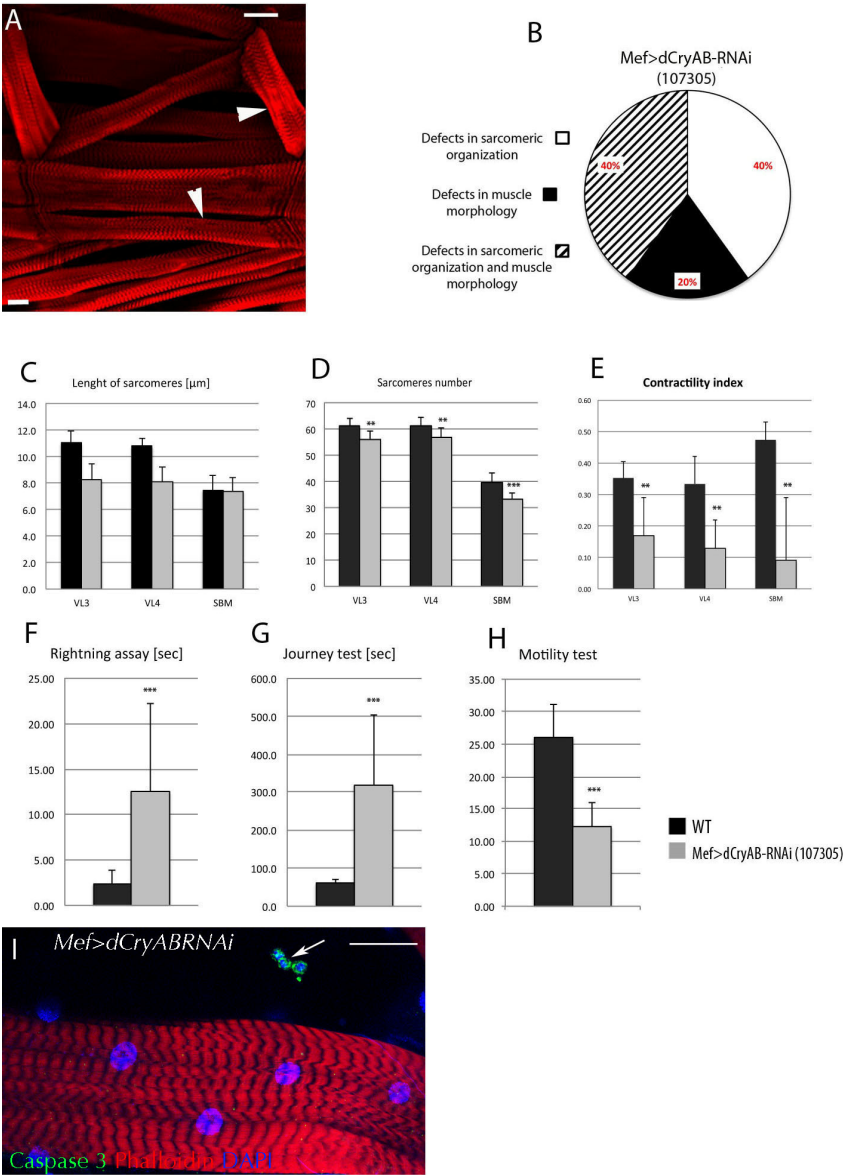 A
B
Mef>dCryAB-RNAi
(107305)
Defects in sarcomeric
organization
Defects in muscle
morphology
Defects in sarcomeric
organization and muscle
morphology
40%
40%
20%
C
Lenght of sarcomeres [µm]
14.0
12.0
10.0
8.0
6.0
4.0
2.0
0.0
VL3 VL4 SBM
D
Sarcomeres number
70
60
50
40
30
20
10
0
** ** ***
VL3 VL4 SBM
E
Contractility index
0.60
0.50
0.40
0.30
0.20
0.10
0.00
** ** **
VL3 VL4 SBM
F
Rightning assay [sec]
25.00
20.00
15.00
10.00
5.00
0.00
***
G
Journey test [sec]
600.0
500.0
400.0
300.0
200.0
100.0
0.0
***
H
Motility test
35.00
30.00
25.00
20.00
15.00
10.00
5.00
0.00
***
WT
Mef>dCryAB-RNAi (107305)
I
Mef>dCryABRNAi
Caspase 3 Phalloidin DAPI